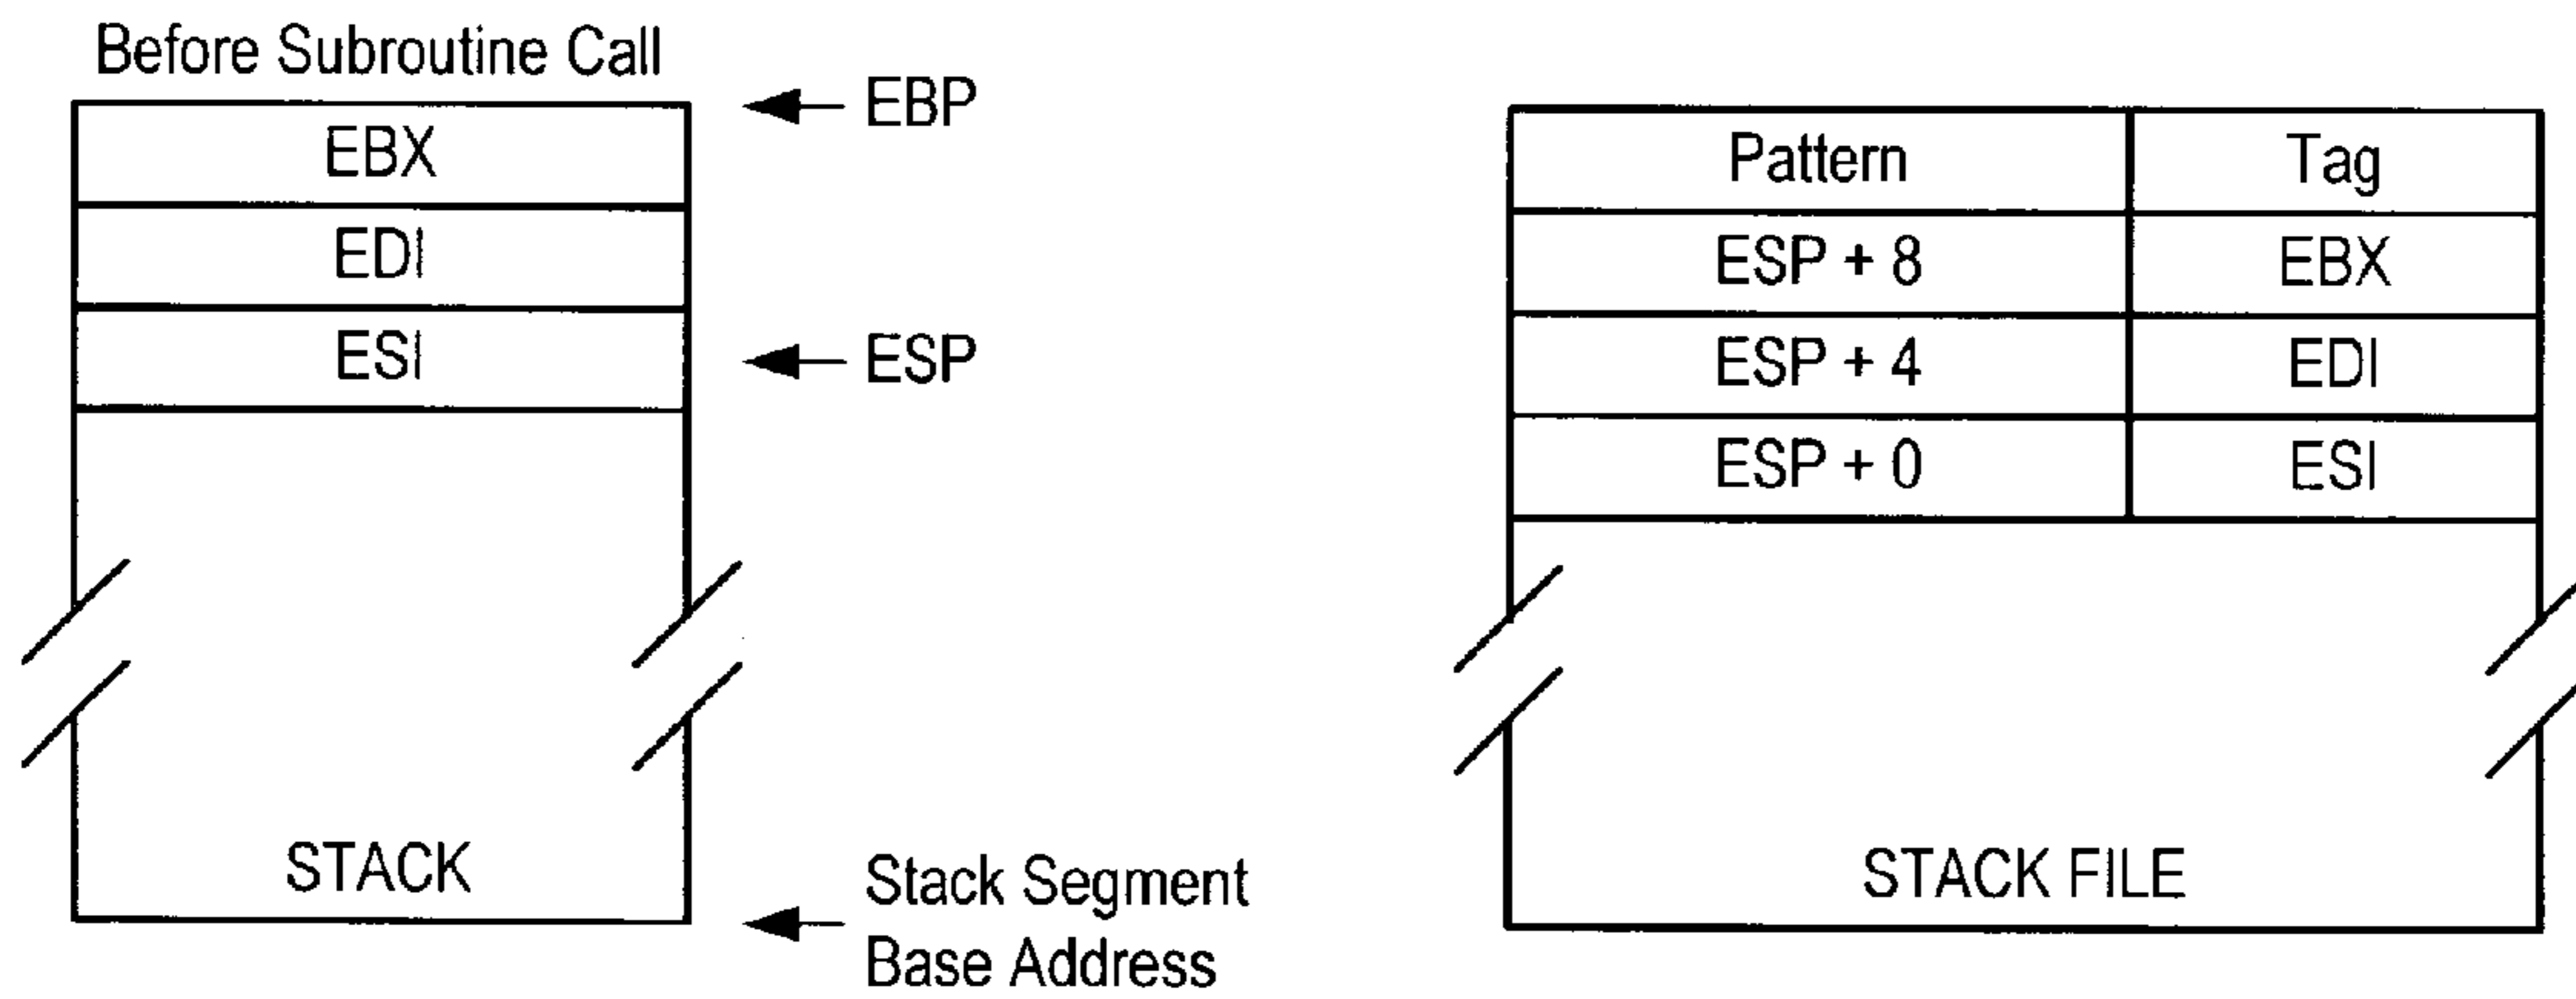 Before Subroutine Call
EBP
EBX
EDI
ESI
ESP
STACK
Stack Segment
Base Address
Pattern Tag
ESP + 8 EBX
ESP + 4 EDI
ESP + 0 ESI
STACK FILE